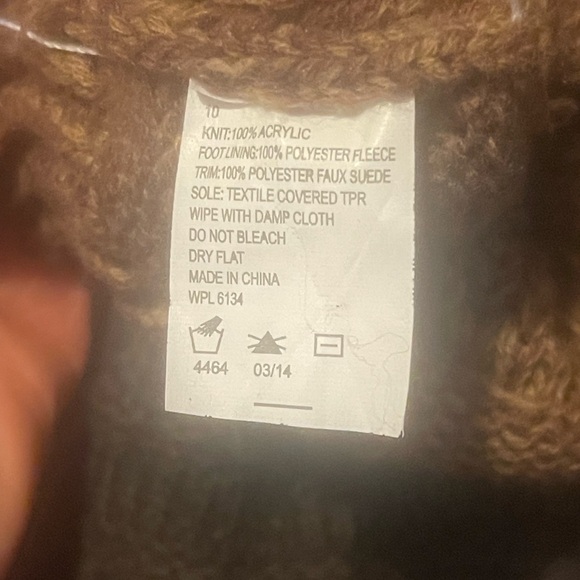 10
KNIT:100% ACRYLIC
FOOTLINING:100% POLYESTER FLEECE
TRIM:100% POLYESTER FAUX SUEDE
SOLE: TEXTILE COVERED TPR
WIPE WITH DAMP CLOTH
DO NOT BLEACH
DRY FLAT
MADE IN CHINA
WPL 6134
4464 03/14